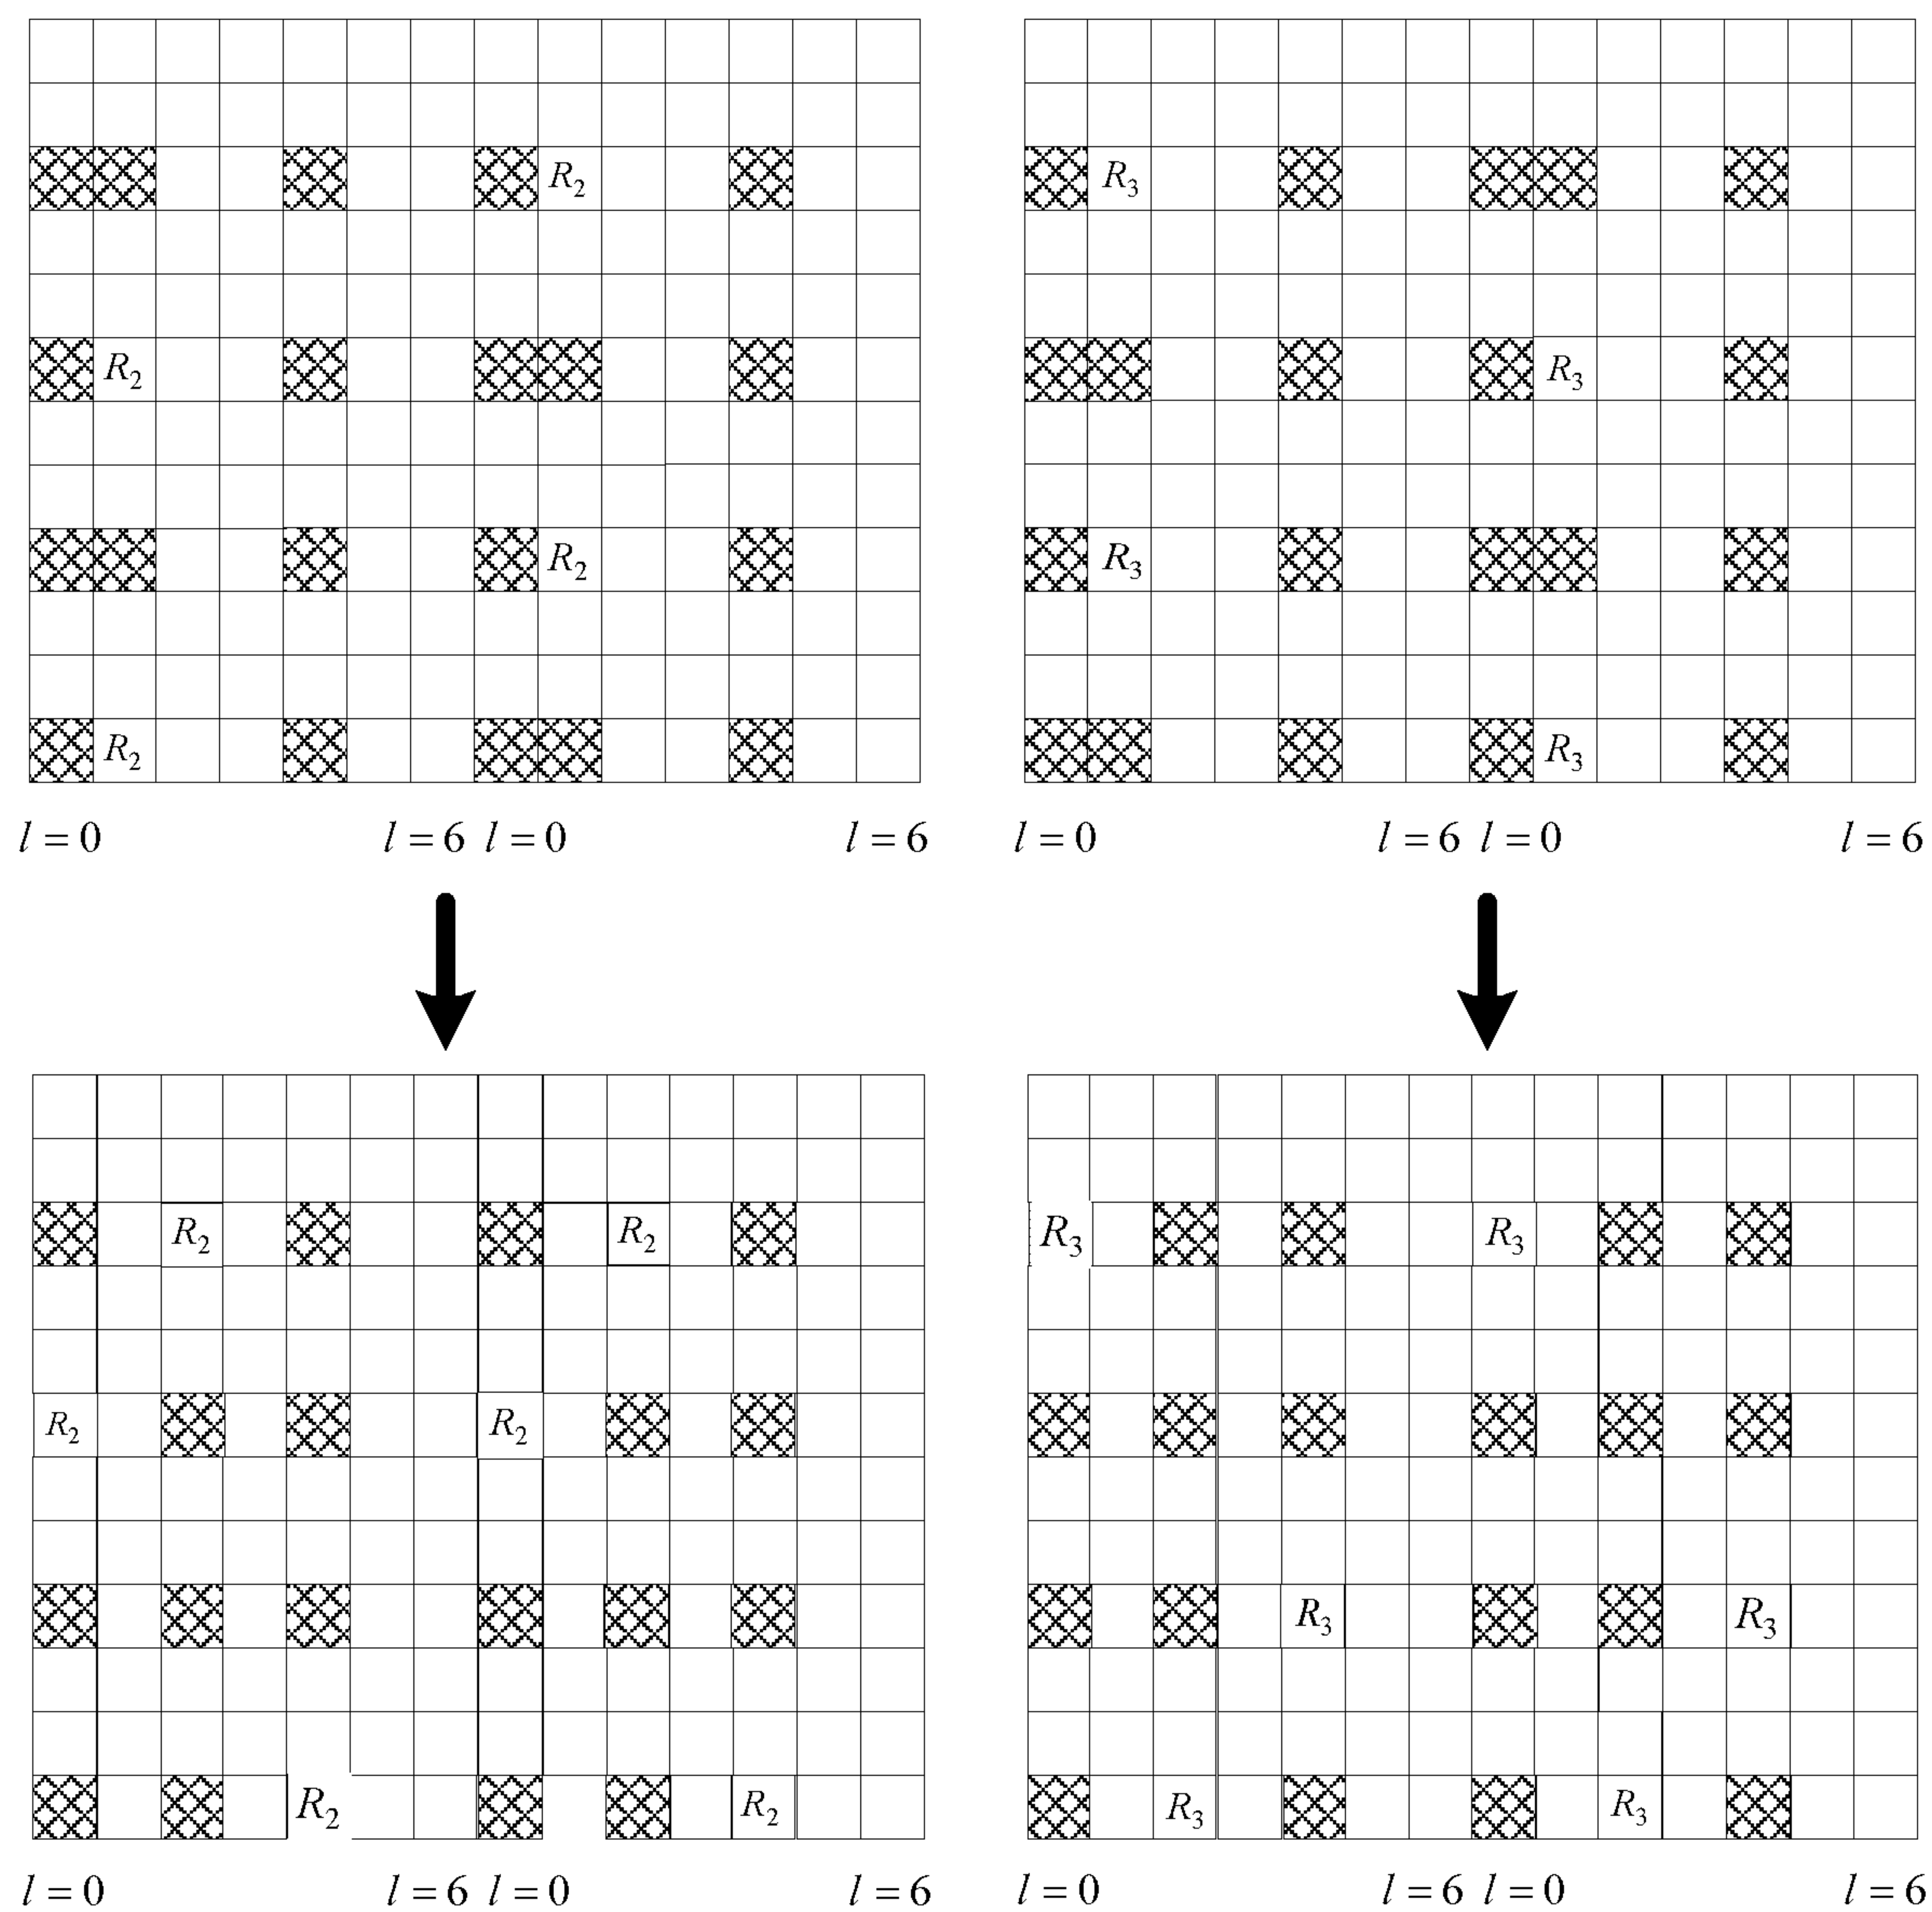 R₂ R₃
R₂ R₃
R₂ R₃
R₂ R₃
l = 0 l = 6 l = 0 l = 6 l = 0 l = 6 l = 0 l = 6
R₂ R₂ R₃ R₃
R₂ R₂
R₃ R₃
R₂ R₂ R₃ R₃
l = 0 l = 6 l = 0 l = 6 l = 0 l = 6 l = 0 l = 6